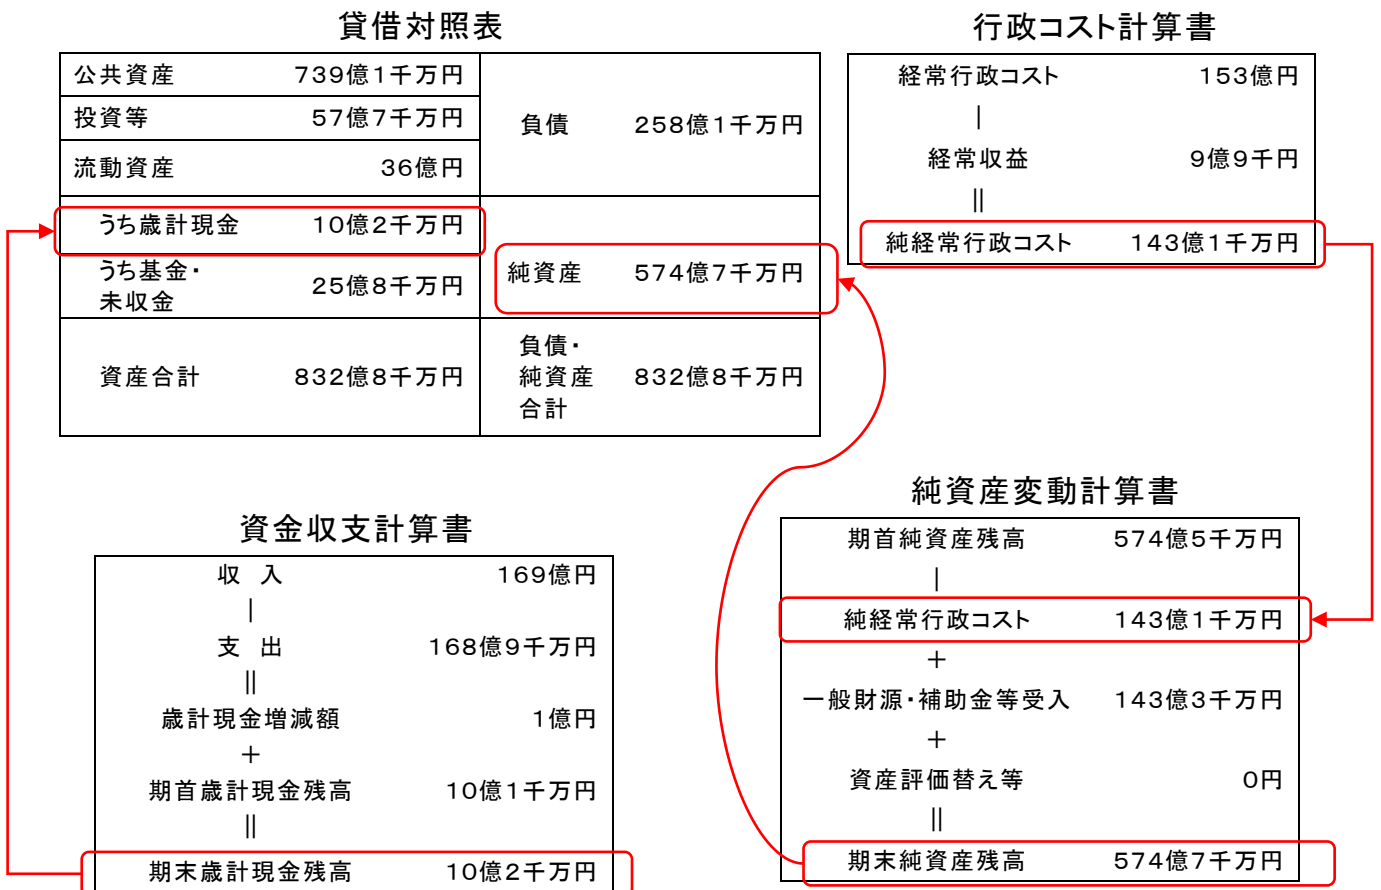 貸借対照表
公共資産 739億1千万円
投資等 57億7千万円
流動資産 36億円
うち歳計現金 10億2千万円
うち基金・
未収金 25億8千万円
資産合計 832億8千万円
負債 258億1千万円
純資産 574億7千万円
負債・
純資産 832億8千万円
合計
行政コスト計算書
経常行政コスト 153億円
|
経常収益 9億9千円
||
純経常行政コスト 143億1千万円
資金収支計算書
収 入 169億円
|
支 出 168億9千万円
||
歳計現金増減額 1億円
+
期首歳計現金残高 10億1千万円
||
期末歳計現金残高 10億2千万円
純資産変動計算書
期首純資産残高 574億5千万円
|
純経常行政コスト 143億1千万円
+
一般財源・補助金等受入 143億3千万円
+
資産評価替え等 0円
||
期末純資産残高 574億7千万円